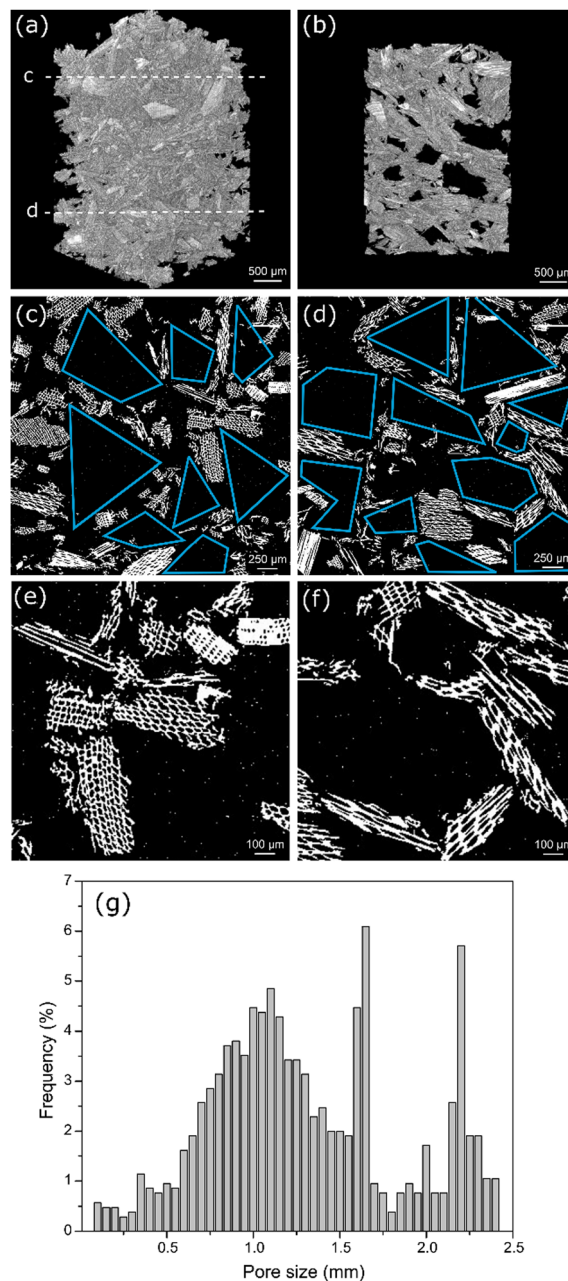 (a)
(b)
c
d
500 µm
500 µm
(c)
(d)
250 µm
250 µm
(e)
(f)
100 µm
100 µm
(g)
7
6
5
4
3
2
1
0
Frequency (%)
0.5
1.0
1.5
2.0
2.5
Pore size (mm)